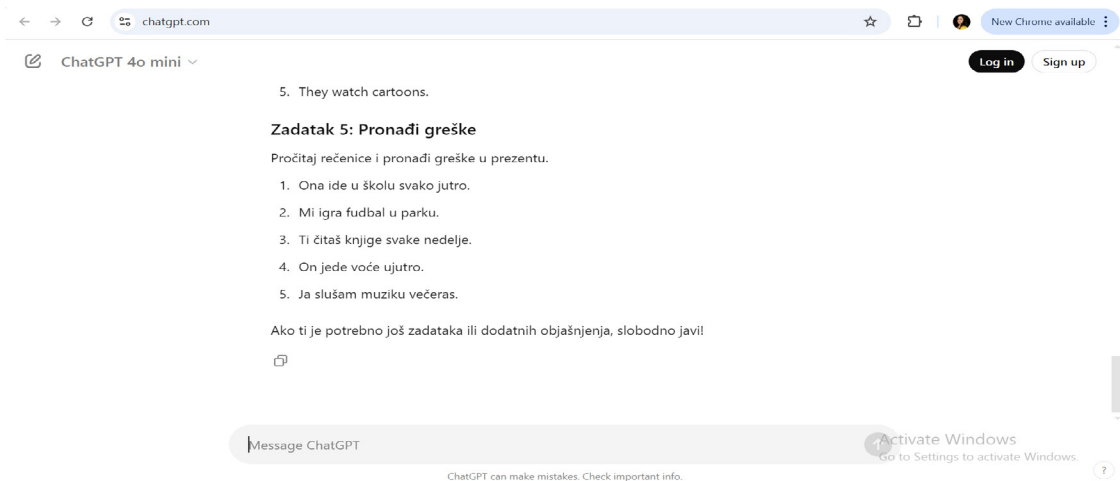 chatgpt.com
New Chrome available
ChatGPT 4o mini
Log in
Sign up
5. They watch cartoons.
Zadatak 5: Pronađi greške
Pročitaj rečenice i pronađi greške u prezentu.
1. Ona ide u školu svako jutro.
2. Mi igra fudbal u parku.
3. Ti čitaš knjige svake nedelje.
4. On jede voće ujutro.
5. Ja slušam muziku večeras.
Ako ti je potrebno još zadataka ili dodatnih objašnjenja, slobodno javi!
Message ChatGPT
Activate Windows
Go to Settings to activate Windows.
ChatGPT can make mistakes. Check important info.
?